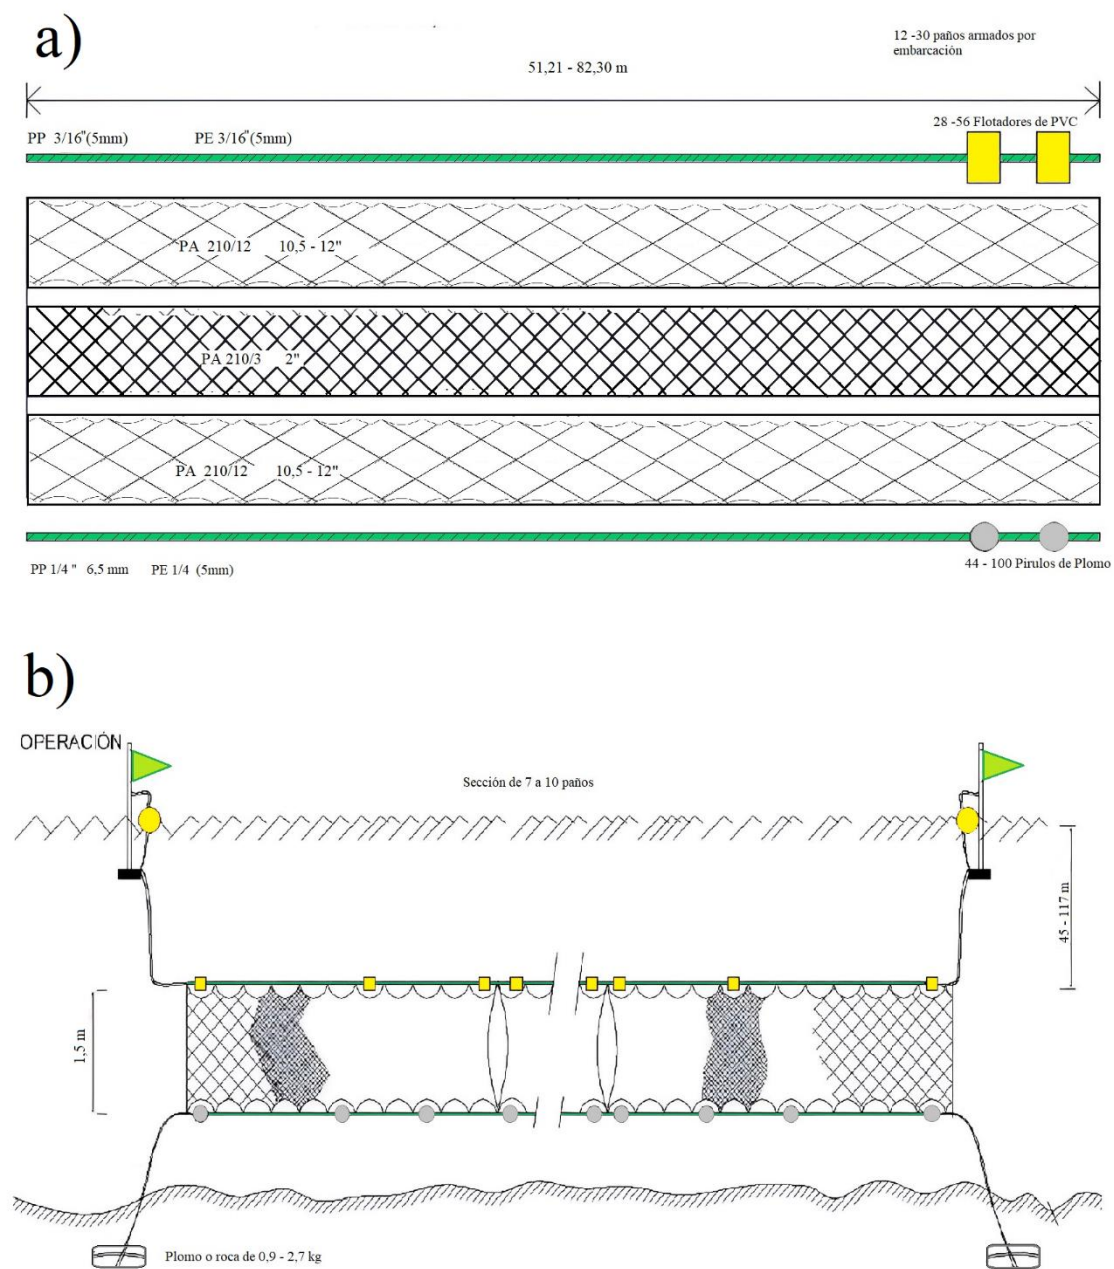 a)
12 -30 paños armados por
embarcación
51,21 - 82,30 m
28 -56 Flotadores de PVC
PP 3/16"(5mm) PE 3/16"(5mm)
PA 210/12 10,5 - 12"
PA 210/3 2"
PA 210/12 10,5 - 12"
44 - 100 Pirulos de Plomo
PP 1/4 " 6,5 mm PE 1/4 (5mm)
b)
OPERACIÓN
Sección de 7 a 10 paños
45 - 117 m
1,5 m
Plomo o roca de 0,9 - 2,7 kg